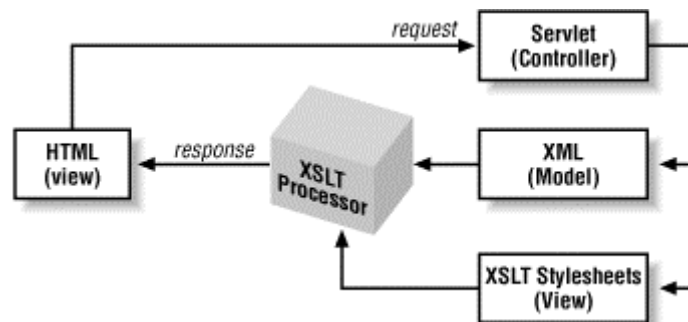 request
Servlet
(Controller)
HTML
(view)
response
XSLT
Processor
XML
(Model)
XSLT Stylesheets
(View)